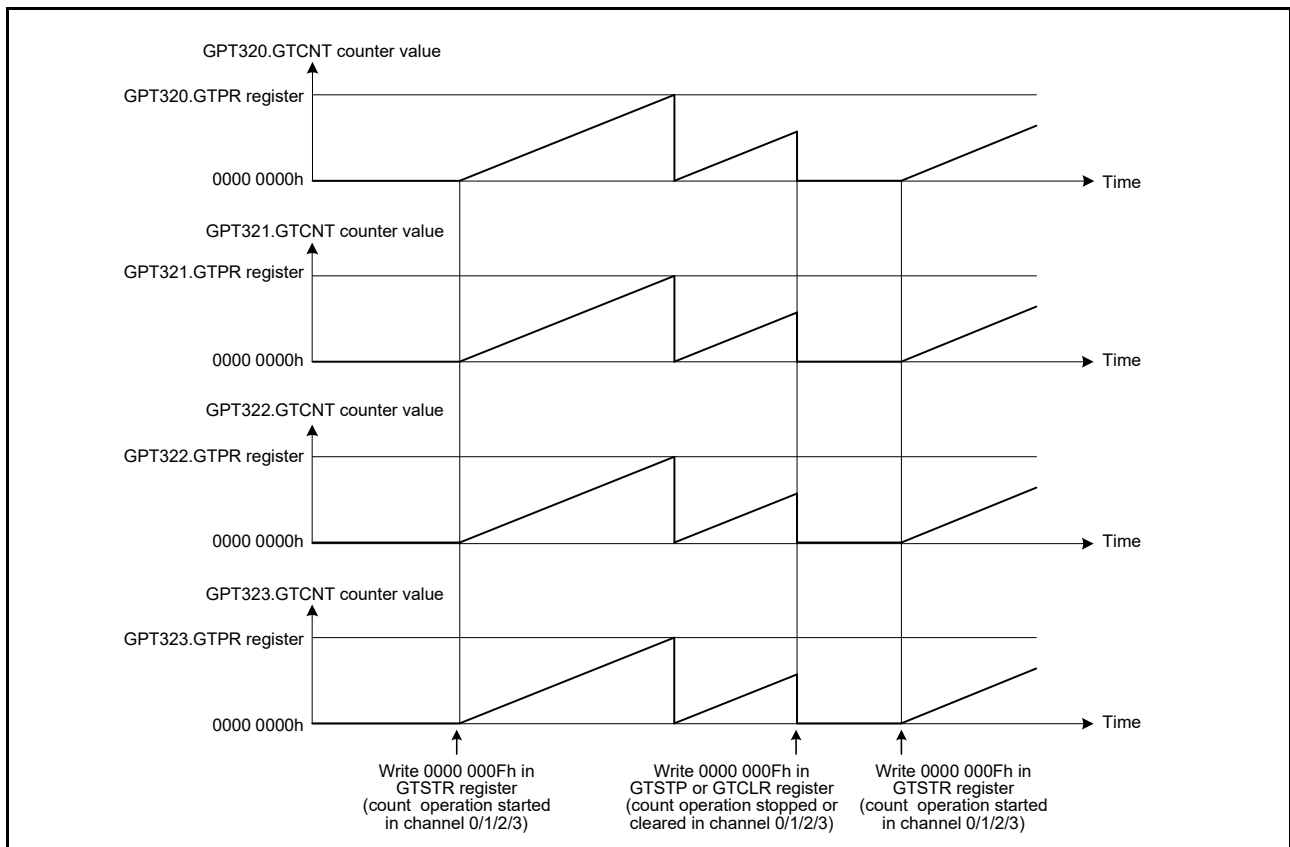 GPT320.GTCNT counter value
GPT320.GTPR register
0000 0000h
Time
GPT321.GTCNT counter value
GPT321.GTPR register
0000 0000h
Time
GPT322.GTCNT counter value
GPT322.GTPR register
0000 0000h
Time
GPT323.GTCNT counter value
GPT323.GTPR register
0000 0000h
Time
Write 0000 000Fh in
GTSTR register
(count operation started
in channel 0/1/2/3)
Write 0000 000Fh in
GTSTP or GTCLR register
(count operation stopped or
cleared in channel 0/1/2/3)
Write 0000 000Fh in
GTSTR register
(count operation started
in channel 0/1/2/3)